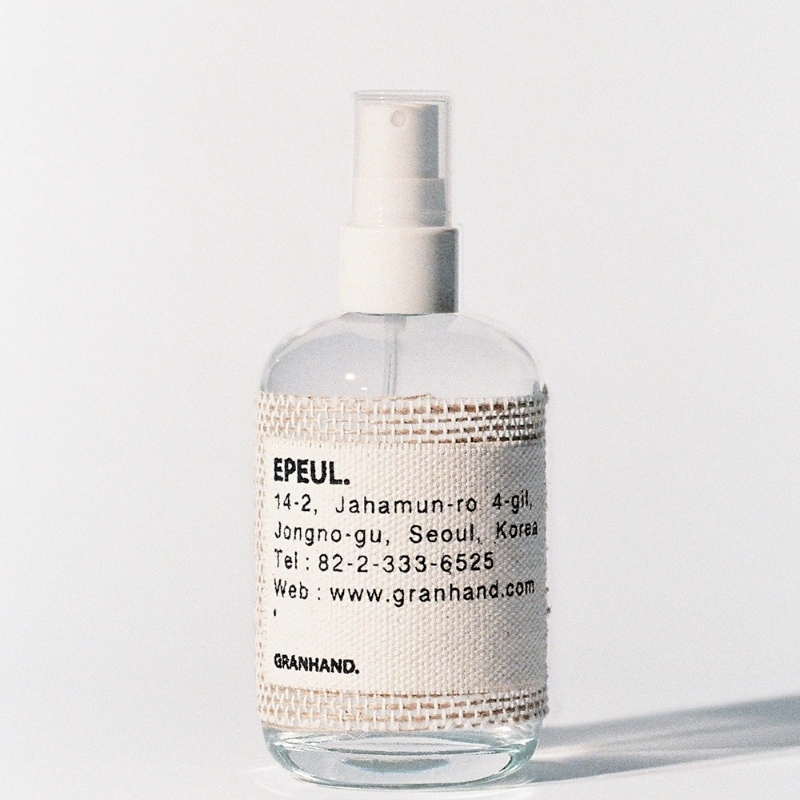 EPEUL.
14-2, Jahamun-ro 4-gil,
Jongno-gu, Seoul, Korea
Tel : 82-2-333-6525
Web : www.granhand.com
GRANHAND.